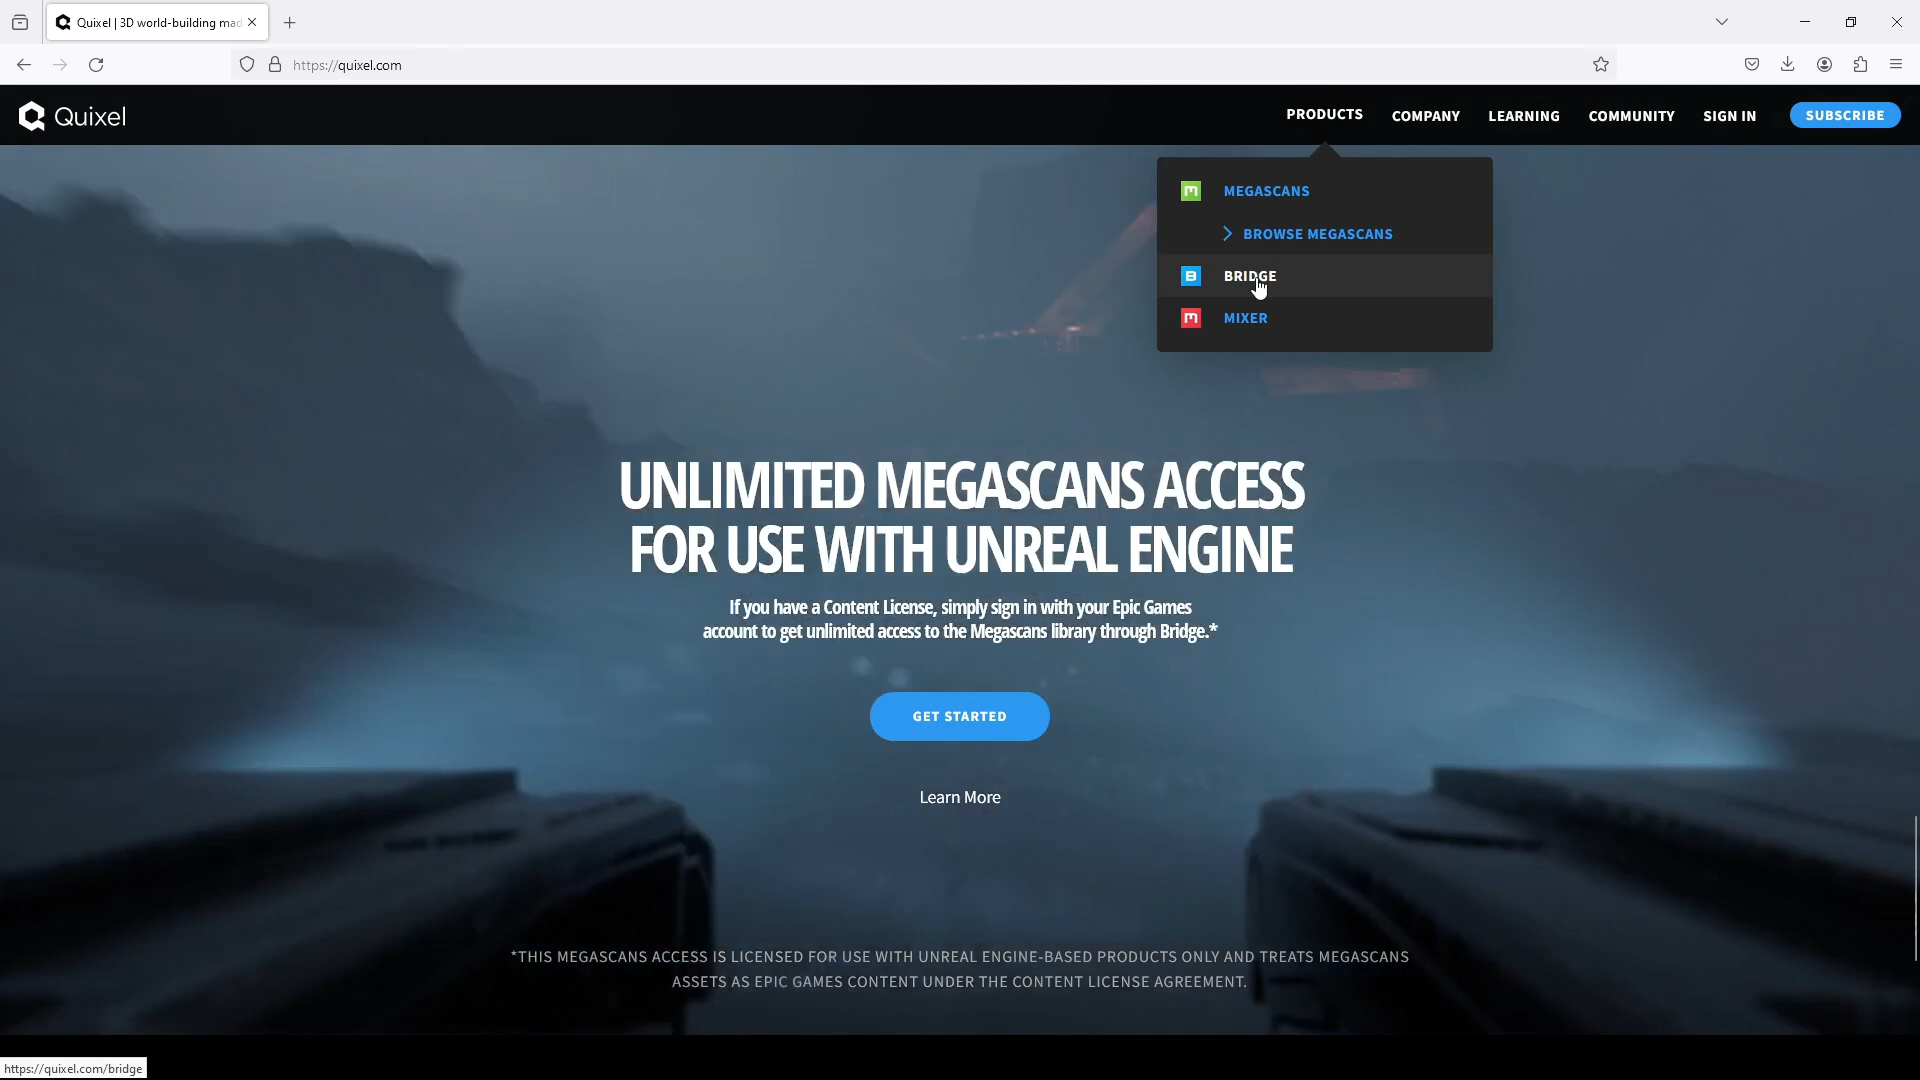 Quixel | 3D world-building mad
https://quixel.com
Quixel
PRODUCTS
COMPANY
LEARNING
COMMUNITY
SIGN IN
SUBSCRIBE
MEGASCANS
BROWSE MEGASCANS
BRIDGE
MIXER
UNLIMITED MEGASCANS ACCESS
FOR USE WITH UNREAL ENGINE
If you have a Content License, simply sign in with your Epic Games
account to get unlimited access to the Megascans library through Bridge.*
GET STARTED
Learn More
*THIS MEGASCANS ACCESS IS LICENSED FOR USE WITH UNREAL ENGINE-BASED PRODUCTS ONLY AND TREATS MEGASCANS
ASSETS AS EPIC GAMES CONTENT UNDER THE CONTENT LICENSE AGREEMENT.
https://quixel.com/bridge